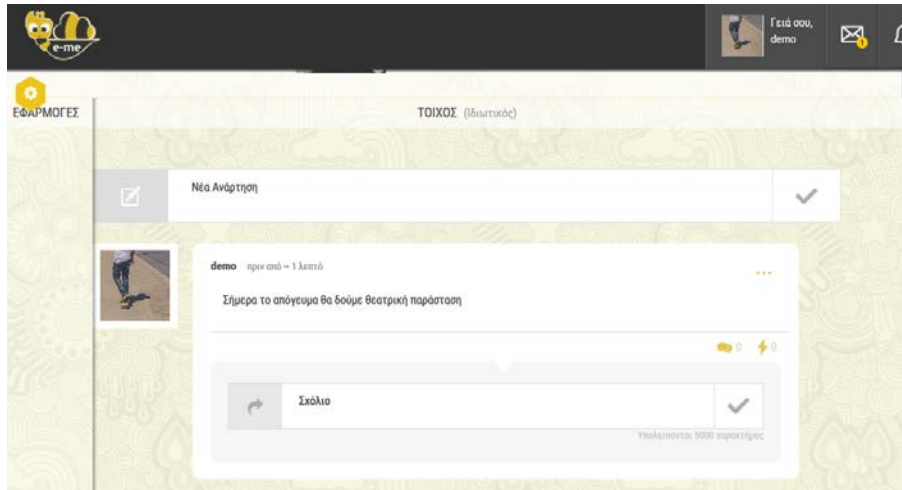 e-me
Γειά σου,
demo
1
ΕΦΑΡΜΟΓΕΣ
ΤΟΙΧΟΣ (Ιδιωτικός)
Νέα Ανάρτηση
demo πριν από ~ 1 λεπτό
...
Σήμερα το απόγευμα θα δούμε θεατρική παράσταση
0 0
Σχόλιο
Υπολείπονται 5000 χαρακτήρες